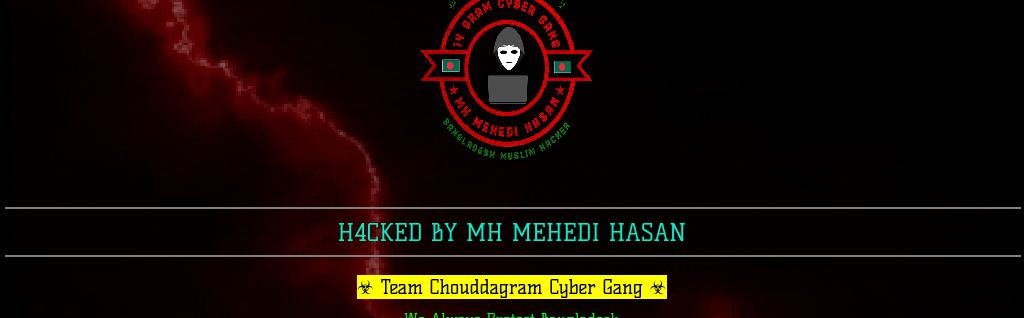 14 GRAM CYBER GANG
★ MH MEHEDI HASAN ★
BANGLADESH MUSLIM HACKER
H4CKED BY MH MEHEDI HASAN
☣ Team Chouddagram Cyber Gang ☣
We Always Protect Bangladesh